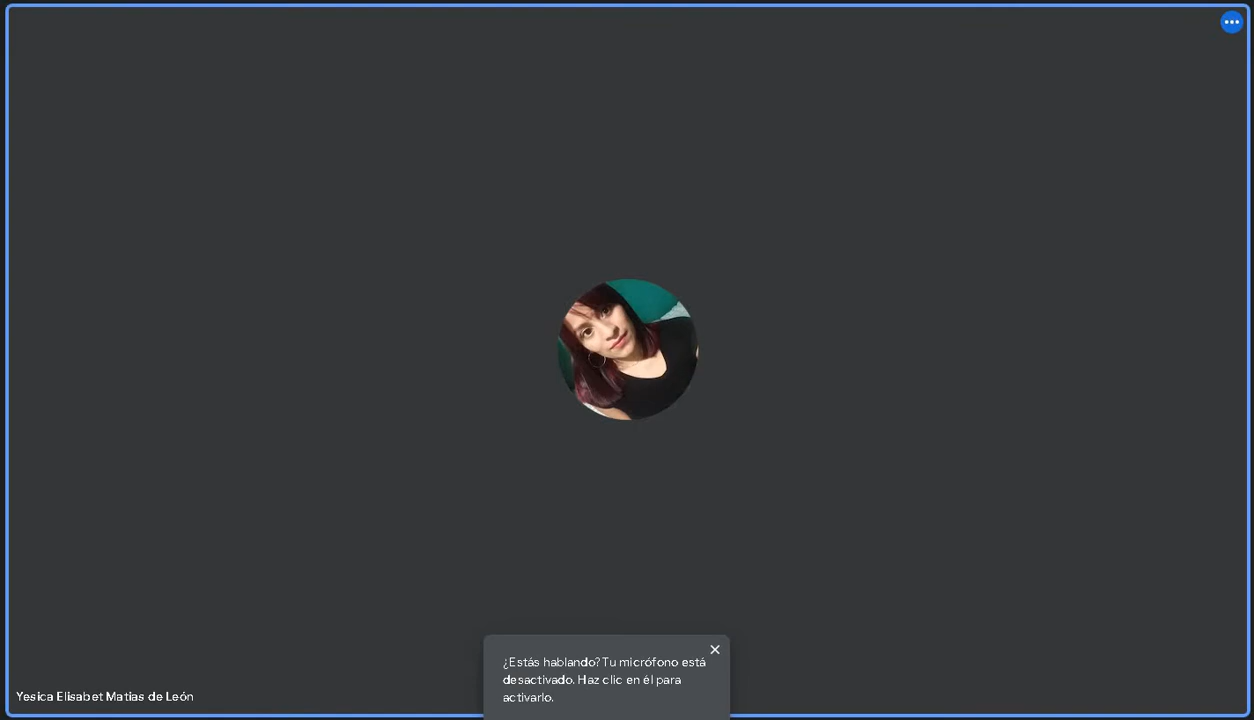 ¿Estás hablando? Tu micrófono está
desactivado. Haz clic en él para
activarlo.
Yesica Elisabet Matias de León